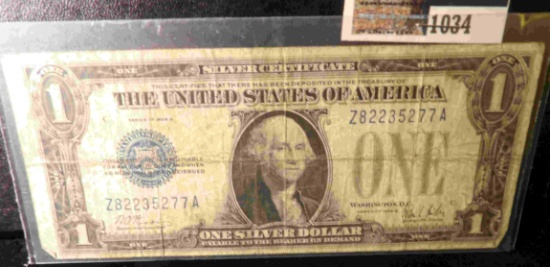 1034
ONE SILVER CERTIFICATE ONE
THIS CERTIFIES THAT THERE HAS BEEN DEPOSITED IN THE TREASURY OF
1 THE UNITED STATES OF AMERICA 1
Z82235277A
ONE
WASHINGTON, D.C.
Z82235277A
1 ONE SILVER DOLLAR 1
PAYABLE TO THE BEARER ON DEMAND